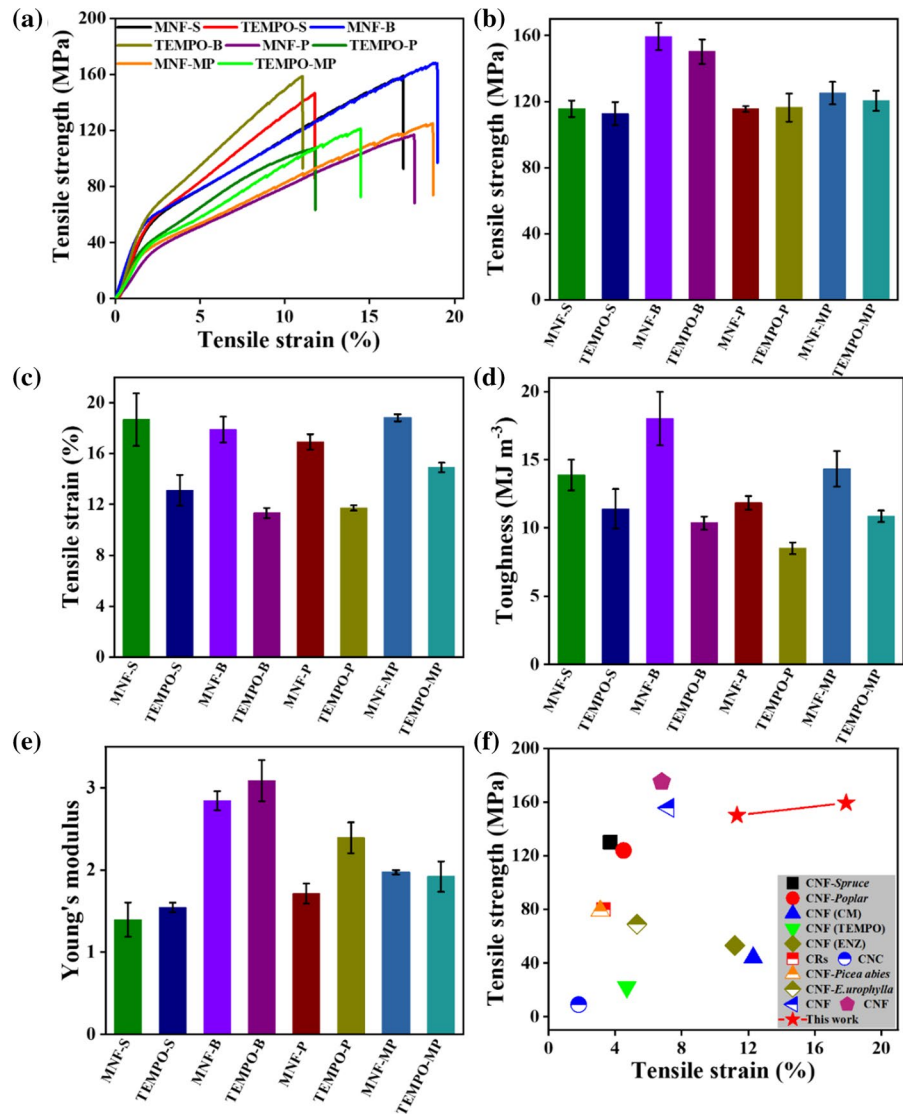 (a)
MNF-S TEMPO-S MNF-B
TEMPO-B MNF-P TEMPO-P
MNF-MP TEMPO-MP
Tensile strength (MPa)
200
160
120
80
40
0
0 5 10 15 20
Tensile strain (%)
(b)
Tensile strength (MPa)
160
120
80
40
0
MNF-S TEMPO-S MNF-B TEMPO-B MNF-P TEMPO-P MNF-MP TEMPO-MP
(c)
Tensile strain (%)
20
16
12
8
4
0
MNF-S TEMPO-S MNF-B TEMPO-B MNF-P TEMPO-P MNF-MP TEMPO-MP
(d)
Toughness (MJ m⁻³)
20
15
10
5
0
MNF-S TEMPO-S MNF-B TEMPO-B MNF-P TEMPO-P MNF-MP TEMPO-MP
(e)
Young's modulus
3
2
1
0
MNF-S TEMPO-S MNF-B TEMPO-B MNF-P TEMPO-P MNF-MP TEMPO-MP
(f)
Tensile strength (MPa)
200
160
120
80
40
0
CNF-Spruce
CNF-Poplar
CNF (CM)
CNF (TEMPO)
CNF (ENZ)
CRs CNC
CNF-Picea abies
CNF-E.urophylla
CNF CNF
This work
0 4 8 12 16 20
Tensile strain (%)